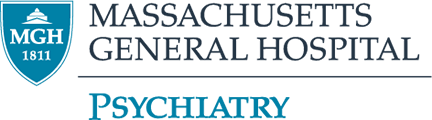 MGH
1811
MASSACHUSETTS
GENERAL HOSPITAL
PSYCHIATRY